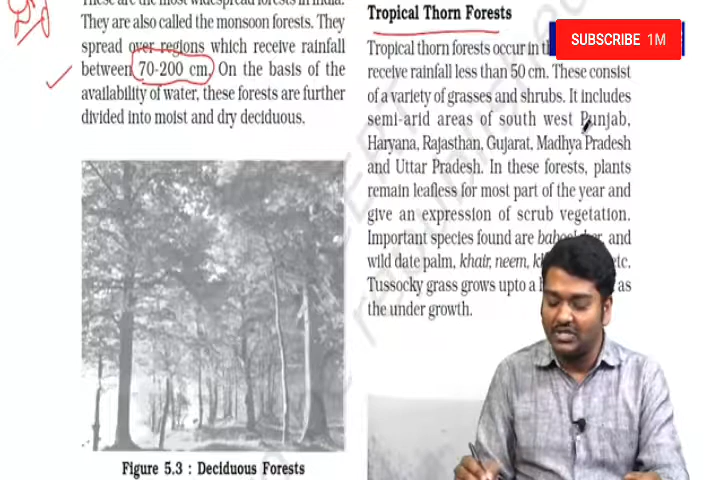 These are the most widespread forests in India.
They are also called the monsoon forests. They
spread over regions which receive rainfall
between 70-200 cm. On the basis of the
availability of water, these forests are further
divided into moist and dry deciduous.
Figure 5.3 : Deciduous Forests
Tropical Thorn Forests
Tropical thorn forests occur in the
receive rainfall less than 50 cm. These consist
of a variety of grasses and shrubs. It includes
semi-arid areas of south west Punjab,
Haryana, Rajasthan, Gujarat, Madhya Pradesh
and Uttar Pradesh. In these forests, plants
remain leafless for most part of the year and
give an expression of scrub vegetation.
Important species found are and
wild date palm, khair, neem, etc.
Tussocky grass grows upto a as
the under growth.
SUBSCRIBE 1M